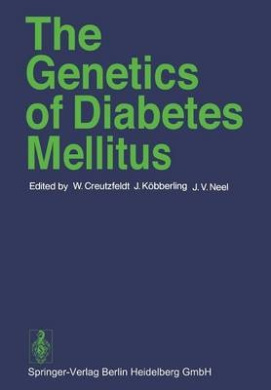 The
Genetics
of Diabetes
Mellitus
Edited by W. Creutzfeldt J. Köbberling J. V. Neel
Springer-Verlag Berlin Heidelberg GmbH